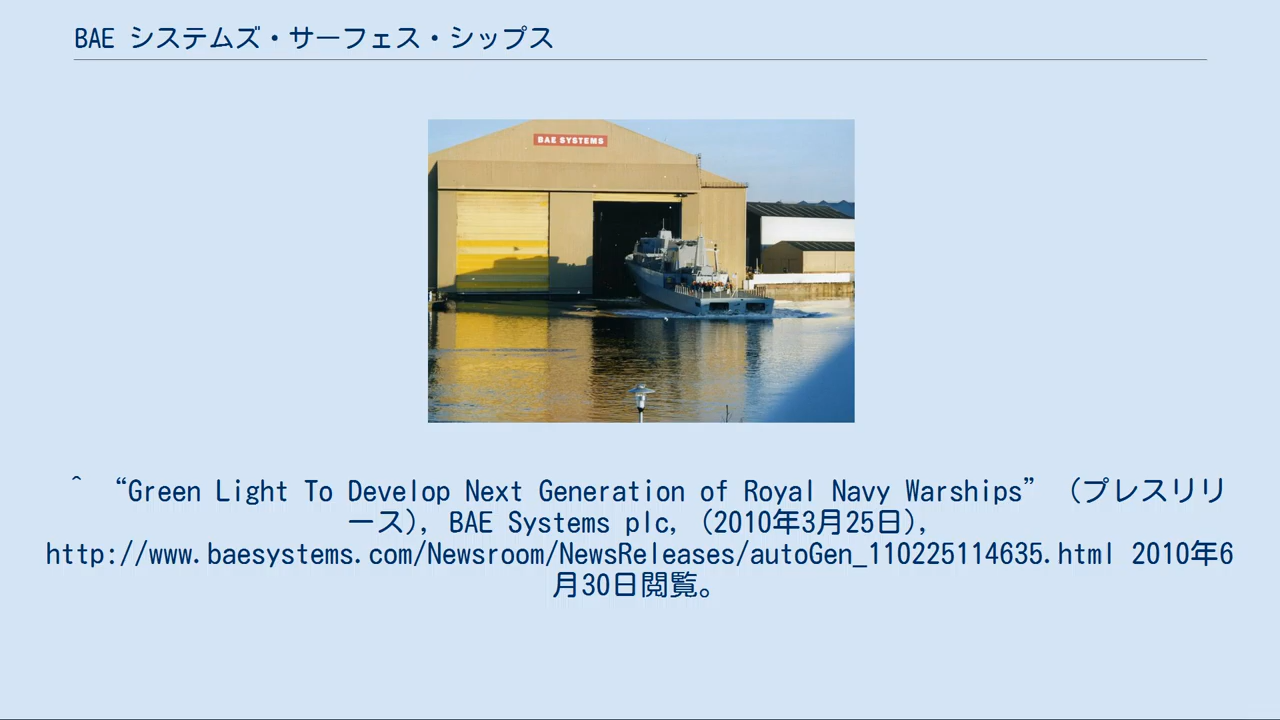 BAE システムズ・サーフェス・シップス
BAE SYSTEMS
^ “Green Light To Develop Next Generation of Royal Navy Warships” （プレスリリ
ース）, BAE Systems plc, (2010年3月25日),
http://www.baesystems.com/Newsroom/NewsReleases/autoGen_110225114635.html 2010年6
月30日閲覧。